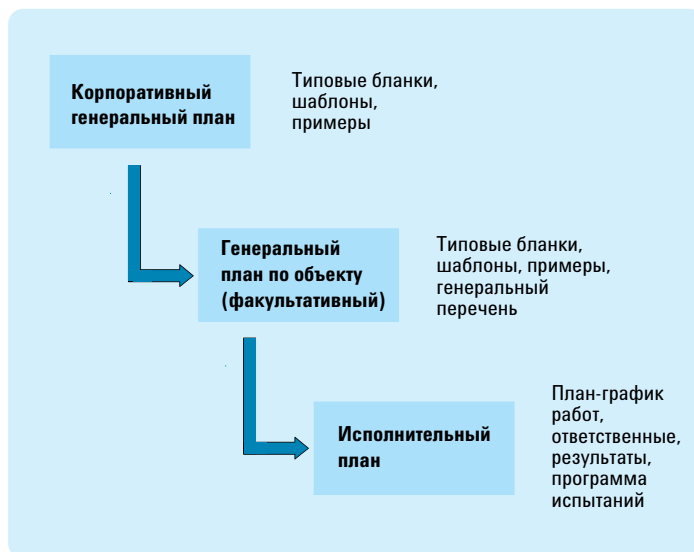 Корпоративный
генеральный план
Типовые бланки,
шаблоны,
примеры
Генеральный
план по объекту
(факультативный)
Типовые бланки,
шаблоны, примеры,
генеральный
перечень
Исполнительный
план
План-график
работ,
ответственные,
результаты,
программа
испытаний